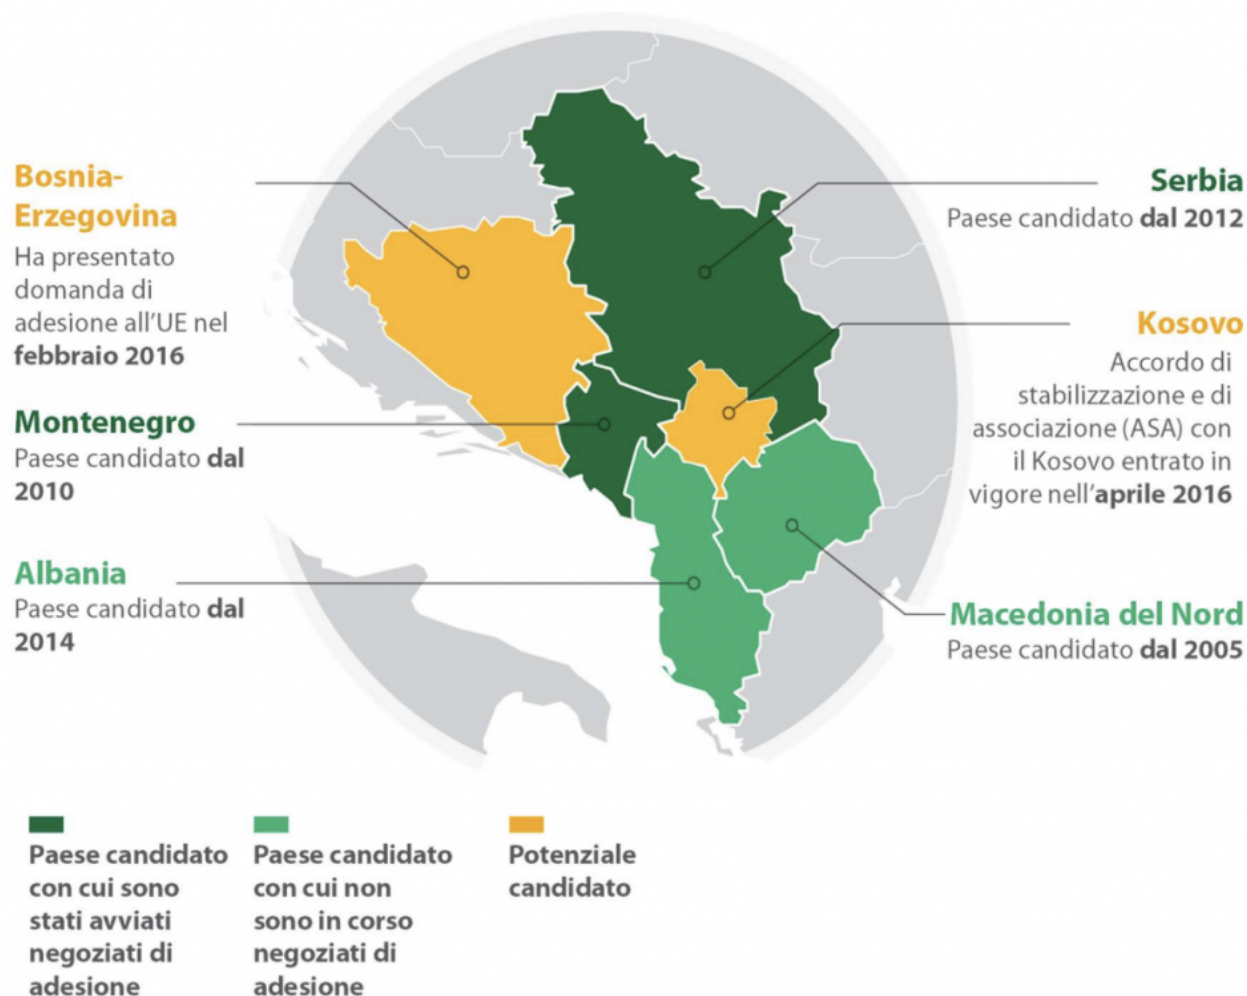 Bosnia-
Erzegovina
Ha presentato
domanda di
adesione all'UE nel
febbraio 2016
Montenegro
Paese candidato dal
2010
Albania
Paese candidato dal
2014
Serbia
Paese candidato dal 2012
Kosovo
Accordo di
stabilizzazione e di
associazione (ASA) con
il Kosovo entrato in
vigore nell'aprile 2016
Macedonia del Nord
Paese candidato dal 2005
Paese candidato
con cui sono
stati avviati
negoziati di
adesione
Paese candidato
con cui non
sono in corso
negoziati di
adesione
Potenziale
candidato